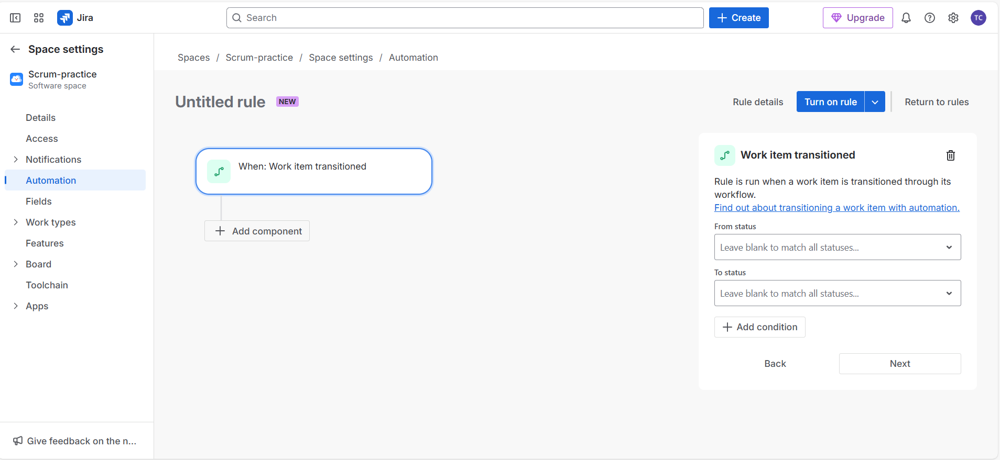 Jira
Search
Create
Upgrade
TC
Space settings
Scrum-practice
Software space
Details
Access
Notifications
Automation
Fields
Work types
Features
Board
Toolchain
Apps
Give feedback on the n...
Spaces / Scrum-practice / Space settings / Automation
Untitled rule NEW
Rule details
Turn on rule
Return to rules
When: Work item transitioned
Add component
Work item transitioned
Rule is run when a work item is transitioned through its
workflow.
Find out about transitioning a work item with automation.
From status
Leave blank to match all statuses...
To status
Leave blank to match all statuses...
Add condition
Back
Next